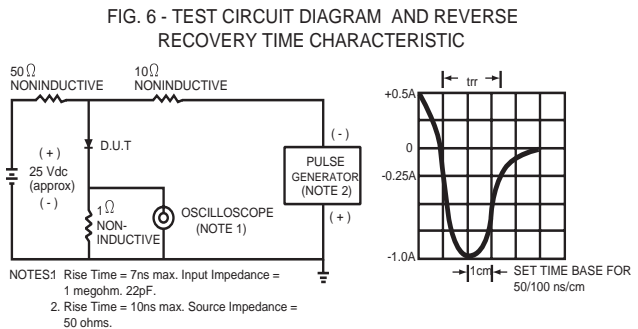 FIG. 6 - TEST CIRCUIT DIAGRAM  AND REVERSE
RECOVERY TIME CHARACTERISTIC
50Ω
NONINDUCTIVE
10Ω
NONINDUCTIVE
( + )
25 Vdc
(approx)
( - )
D.U.T
1Ω
NON-
INDUCTIVE
OSCILLOSCOPE
(NOTE 1)
( - )
PULSE
GENERATOR
(NOTE 2)
( + )
trr
+0.5A
0
-0.25A
-1.0A
1cm
SET TIME BASE FOR
50/100 ns/cm
NOTES:1  Rise Time = 7ns max. Input Impedance =
1 megohm. 22pF.
2. Rise Time = 10ns max. Source Impedance =
50 ohms.